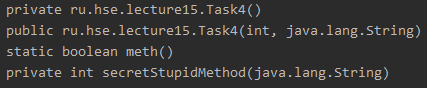 private ru.hse.lecture15.Task4()
public ru.hse.lecture15.Task4(int, java.lang.String)
static boolean meth()
private int secretStupidMethod(java.lang.String)